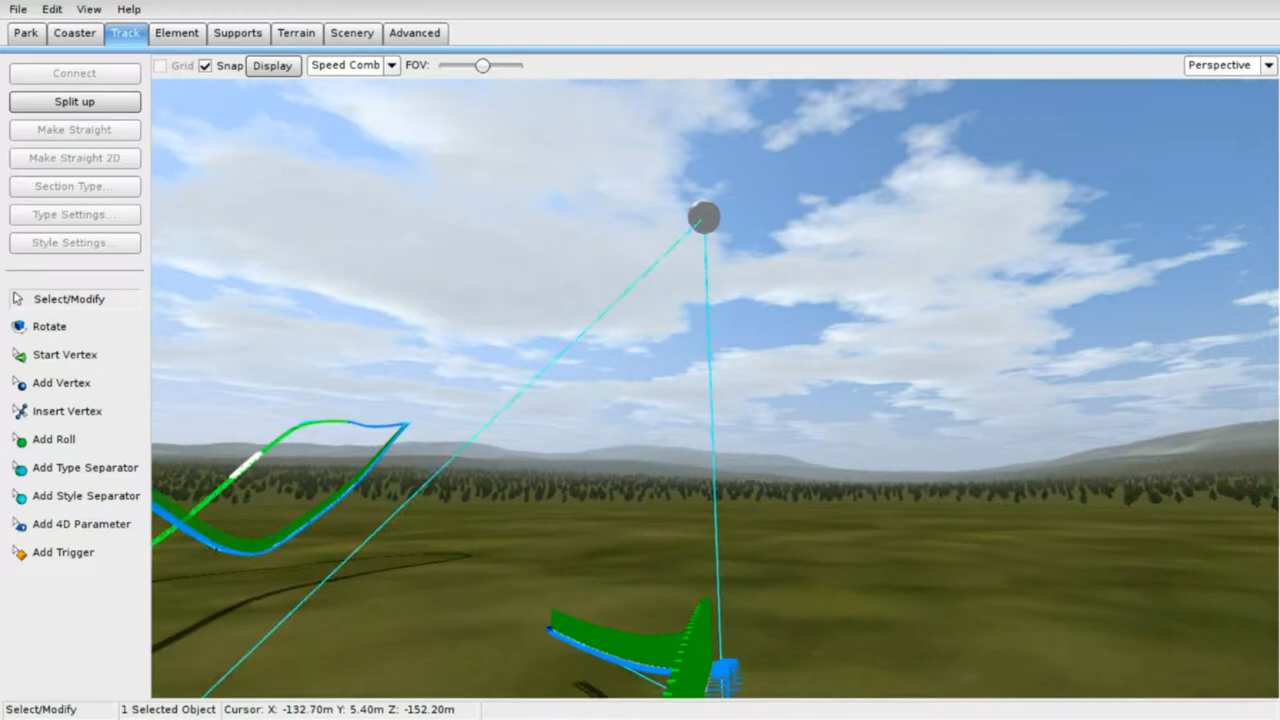 File Edit View Help
Park Coaster Track Element Supports Terrain Scenery Advanced
Grid Snap Display Speed Comb FOV: Perspective
Connect
Split up
Make Straight
Make Straight 2D
Section Type...
Type Settings...
Style Settings...
Select/Modify
Rotate
Start Vertex
Add Vertex
Insert Vertex
Add Roll
Add Type Separator
Add Style Separator
Add 4D Parameter
Add Trigger
Select/Modify 1 Selected Object Cursor: X: -132.70m Y: 5.40m Z: -152.20m